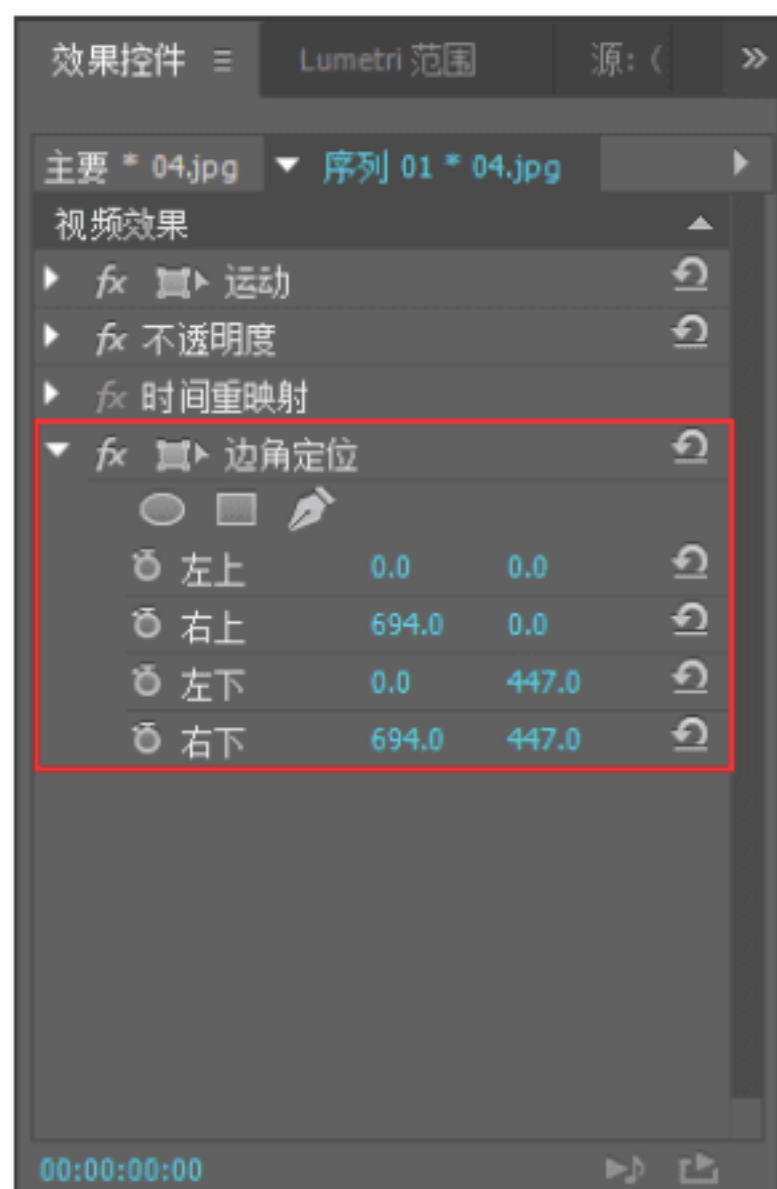 效果控件 Lumetri 范围 源:(
主要 * 04.jpg 序列 01 * 04.jpg
视频效果
fx 运动
fx 不透明度
fx 时间重映射
fx 边角定位
左上 0.0 0.0
右上 694.0 0.0
左下 0.0 447.0
右下 694.0 447.0
00:00:00:00